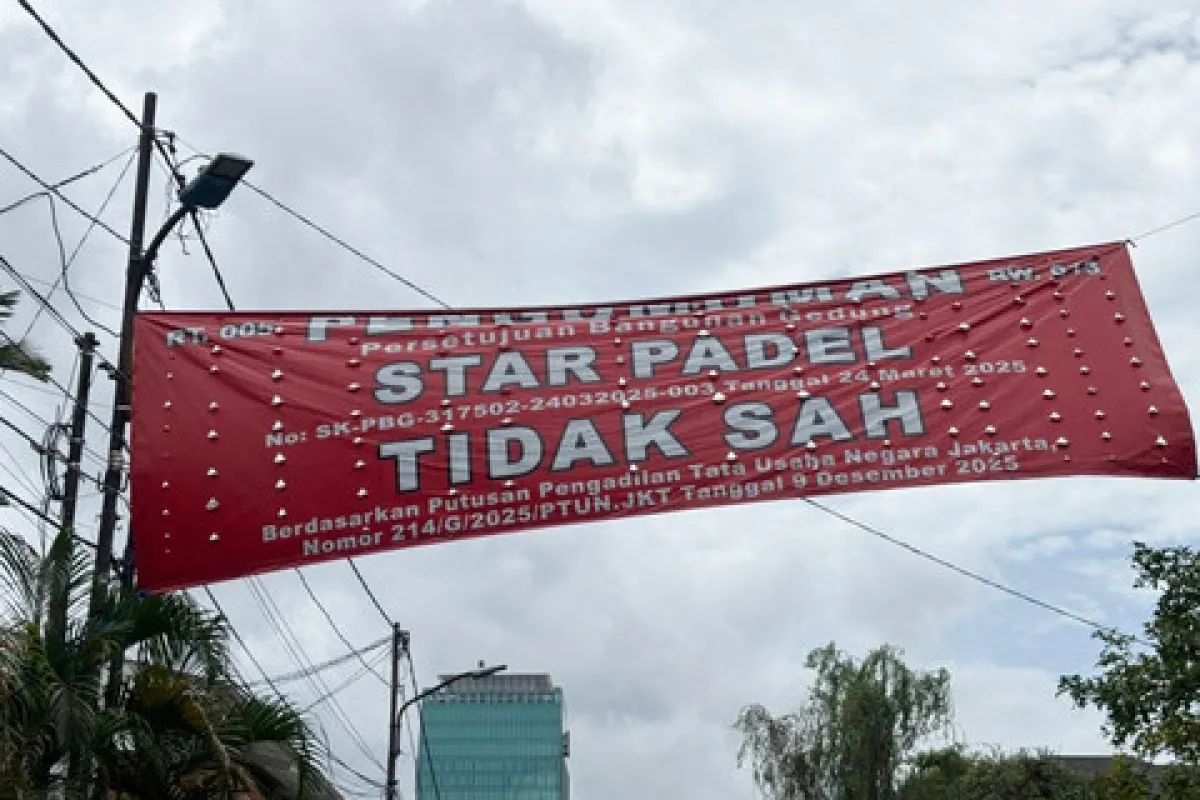 RT. 005. PENGUMUMAN RW. 013
Persetujuan Bangunan Gedung
STAR PADEL
No: SK-PBG-317502-24032025-003 Tanggal 24 Maret 2025
TIDAK SAH
Berdasarkan Putusan Pengadilan Tata Usaha Negara Jakarta,
Nomor 214/G/2025/PTUN.JKT Tanggal 9 Desember 2025